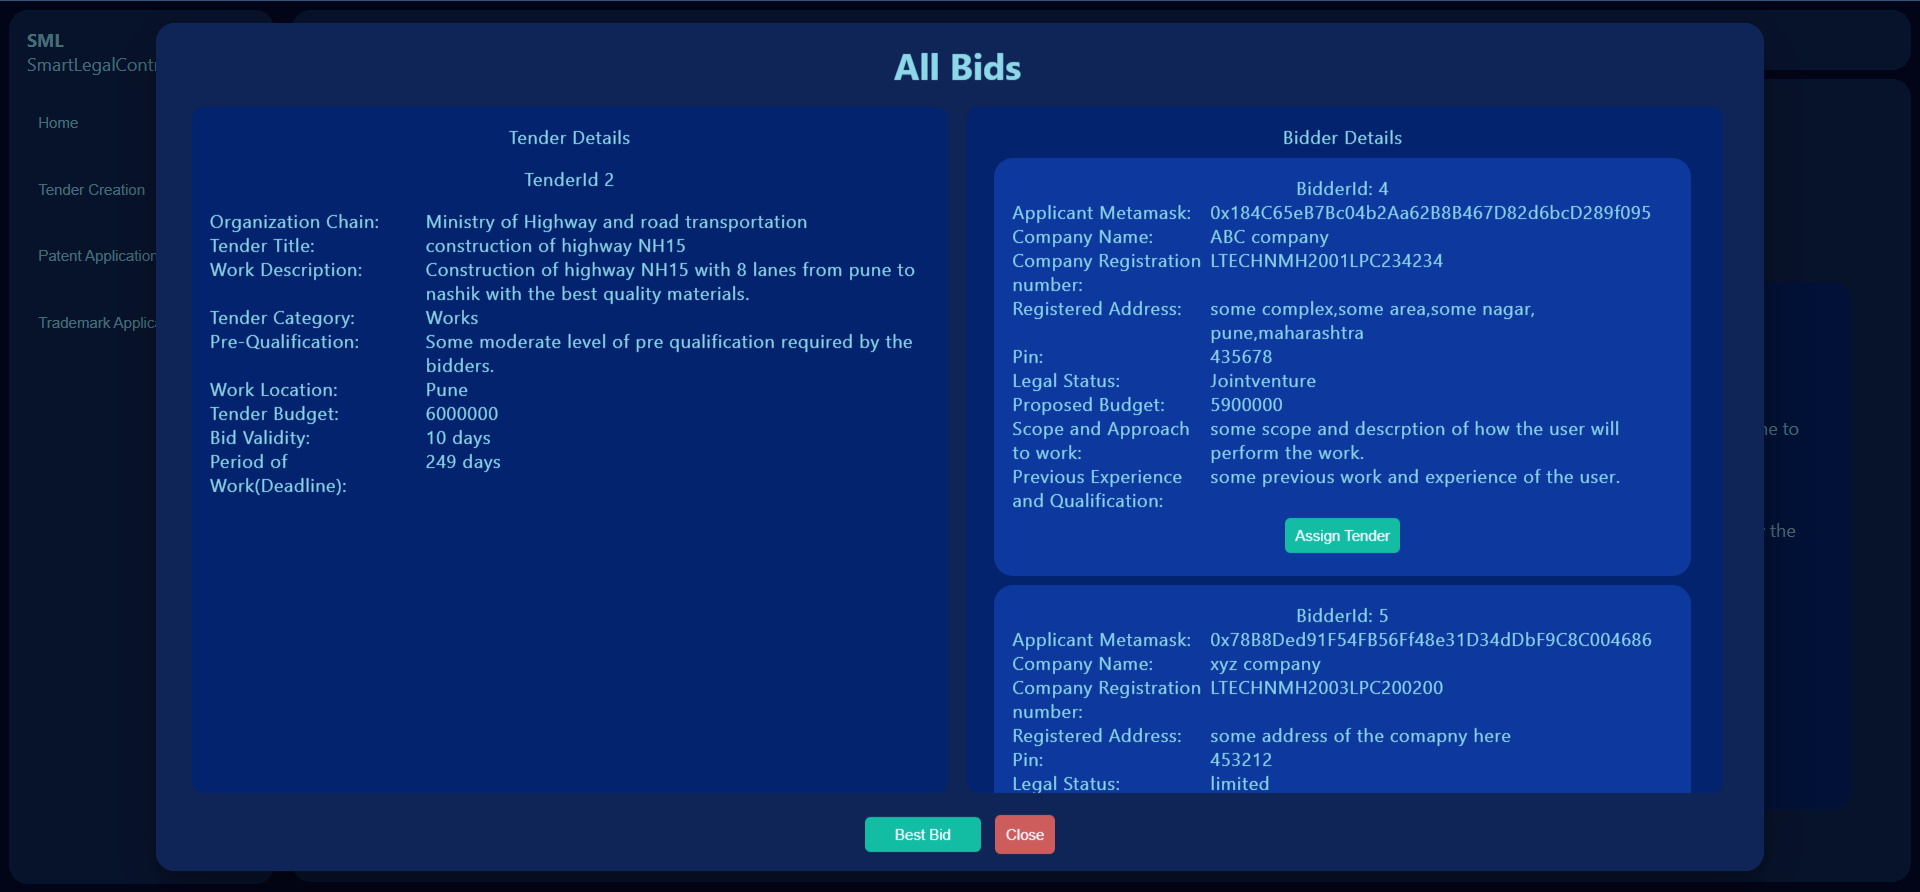 SML
SmartLegalContr
Home
Tender Creation
Patent Application
Trademark Applica
All Bids
Tender Details
TenderId 2
Organization Chain: Ministry of Highway and road transportation
Tender Title: construction of highway NH15
Work Description: Construction of highway NH15 with 8 lanes from pune to
nashik with the best quality materials.
Tender Category: Works
Pre-Qualification: Some moderate level of pre qualification required by the
bidders.
Work Location: Pune
Tender Budget: 6000000
Bid Validity: 10 days
Period of 249 days
Work(Deadline):
Bidder Details
BidderId: 4
Applicant Metamask: 0x184C65eB7Bc04b2Aa62B8B467D82d6bcD289f095
Company Name: ABC company
Company Registration LTECHNMH2001LPC234234
number:
Registered Address: some complex,some area,some nagar,
pune,maharashtra
Pin: 435678
Legal Status: Jointventure
Proposed Budget: 5900000
Scope and Approach some scope and descrption of how the user will
to work: perform the work.
Previous Experience some previous work and experience of the user.
and Qualification:
Assign Tender
BidderId: 5
Applicant Metamask: 0x78B8Ded91F54FB56Ff48e31D34dDbF9C8C004686
Company Name: xyz company
Company Registration LTECHNMH2003LPC200200
number:
Registered Address: some address of the comapny here
Pin: 453212
Legal Status: limited
to
the
Best Bid
Close